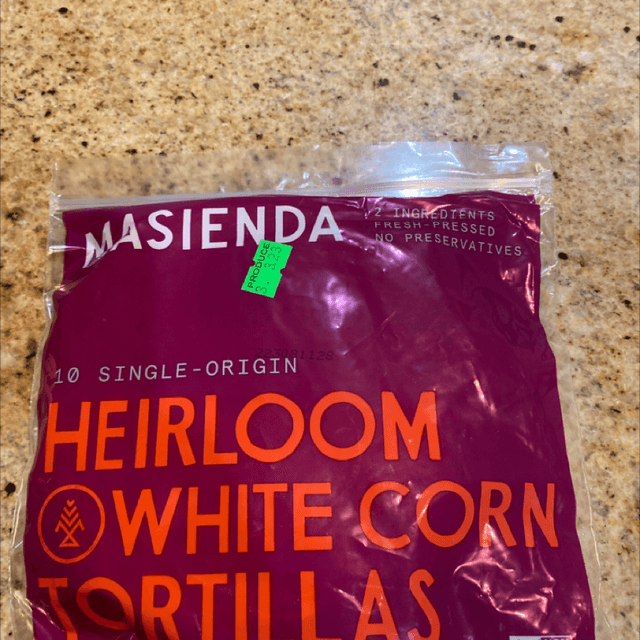 MASIENDA
2 INGREDIENTS
FRESH-PRESSED
NO PRESERVATIVES
PRODUCE
10 SINGLE-ORIGIN
HEIRLOOM
WHITE CORN
TORTILLAS